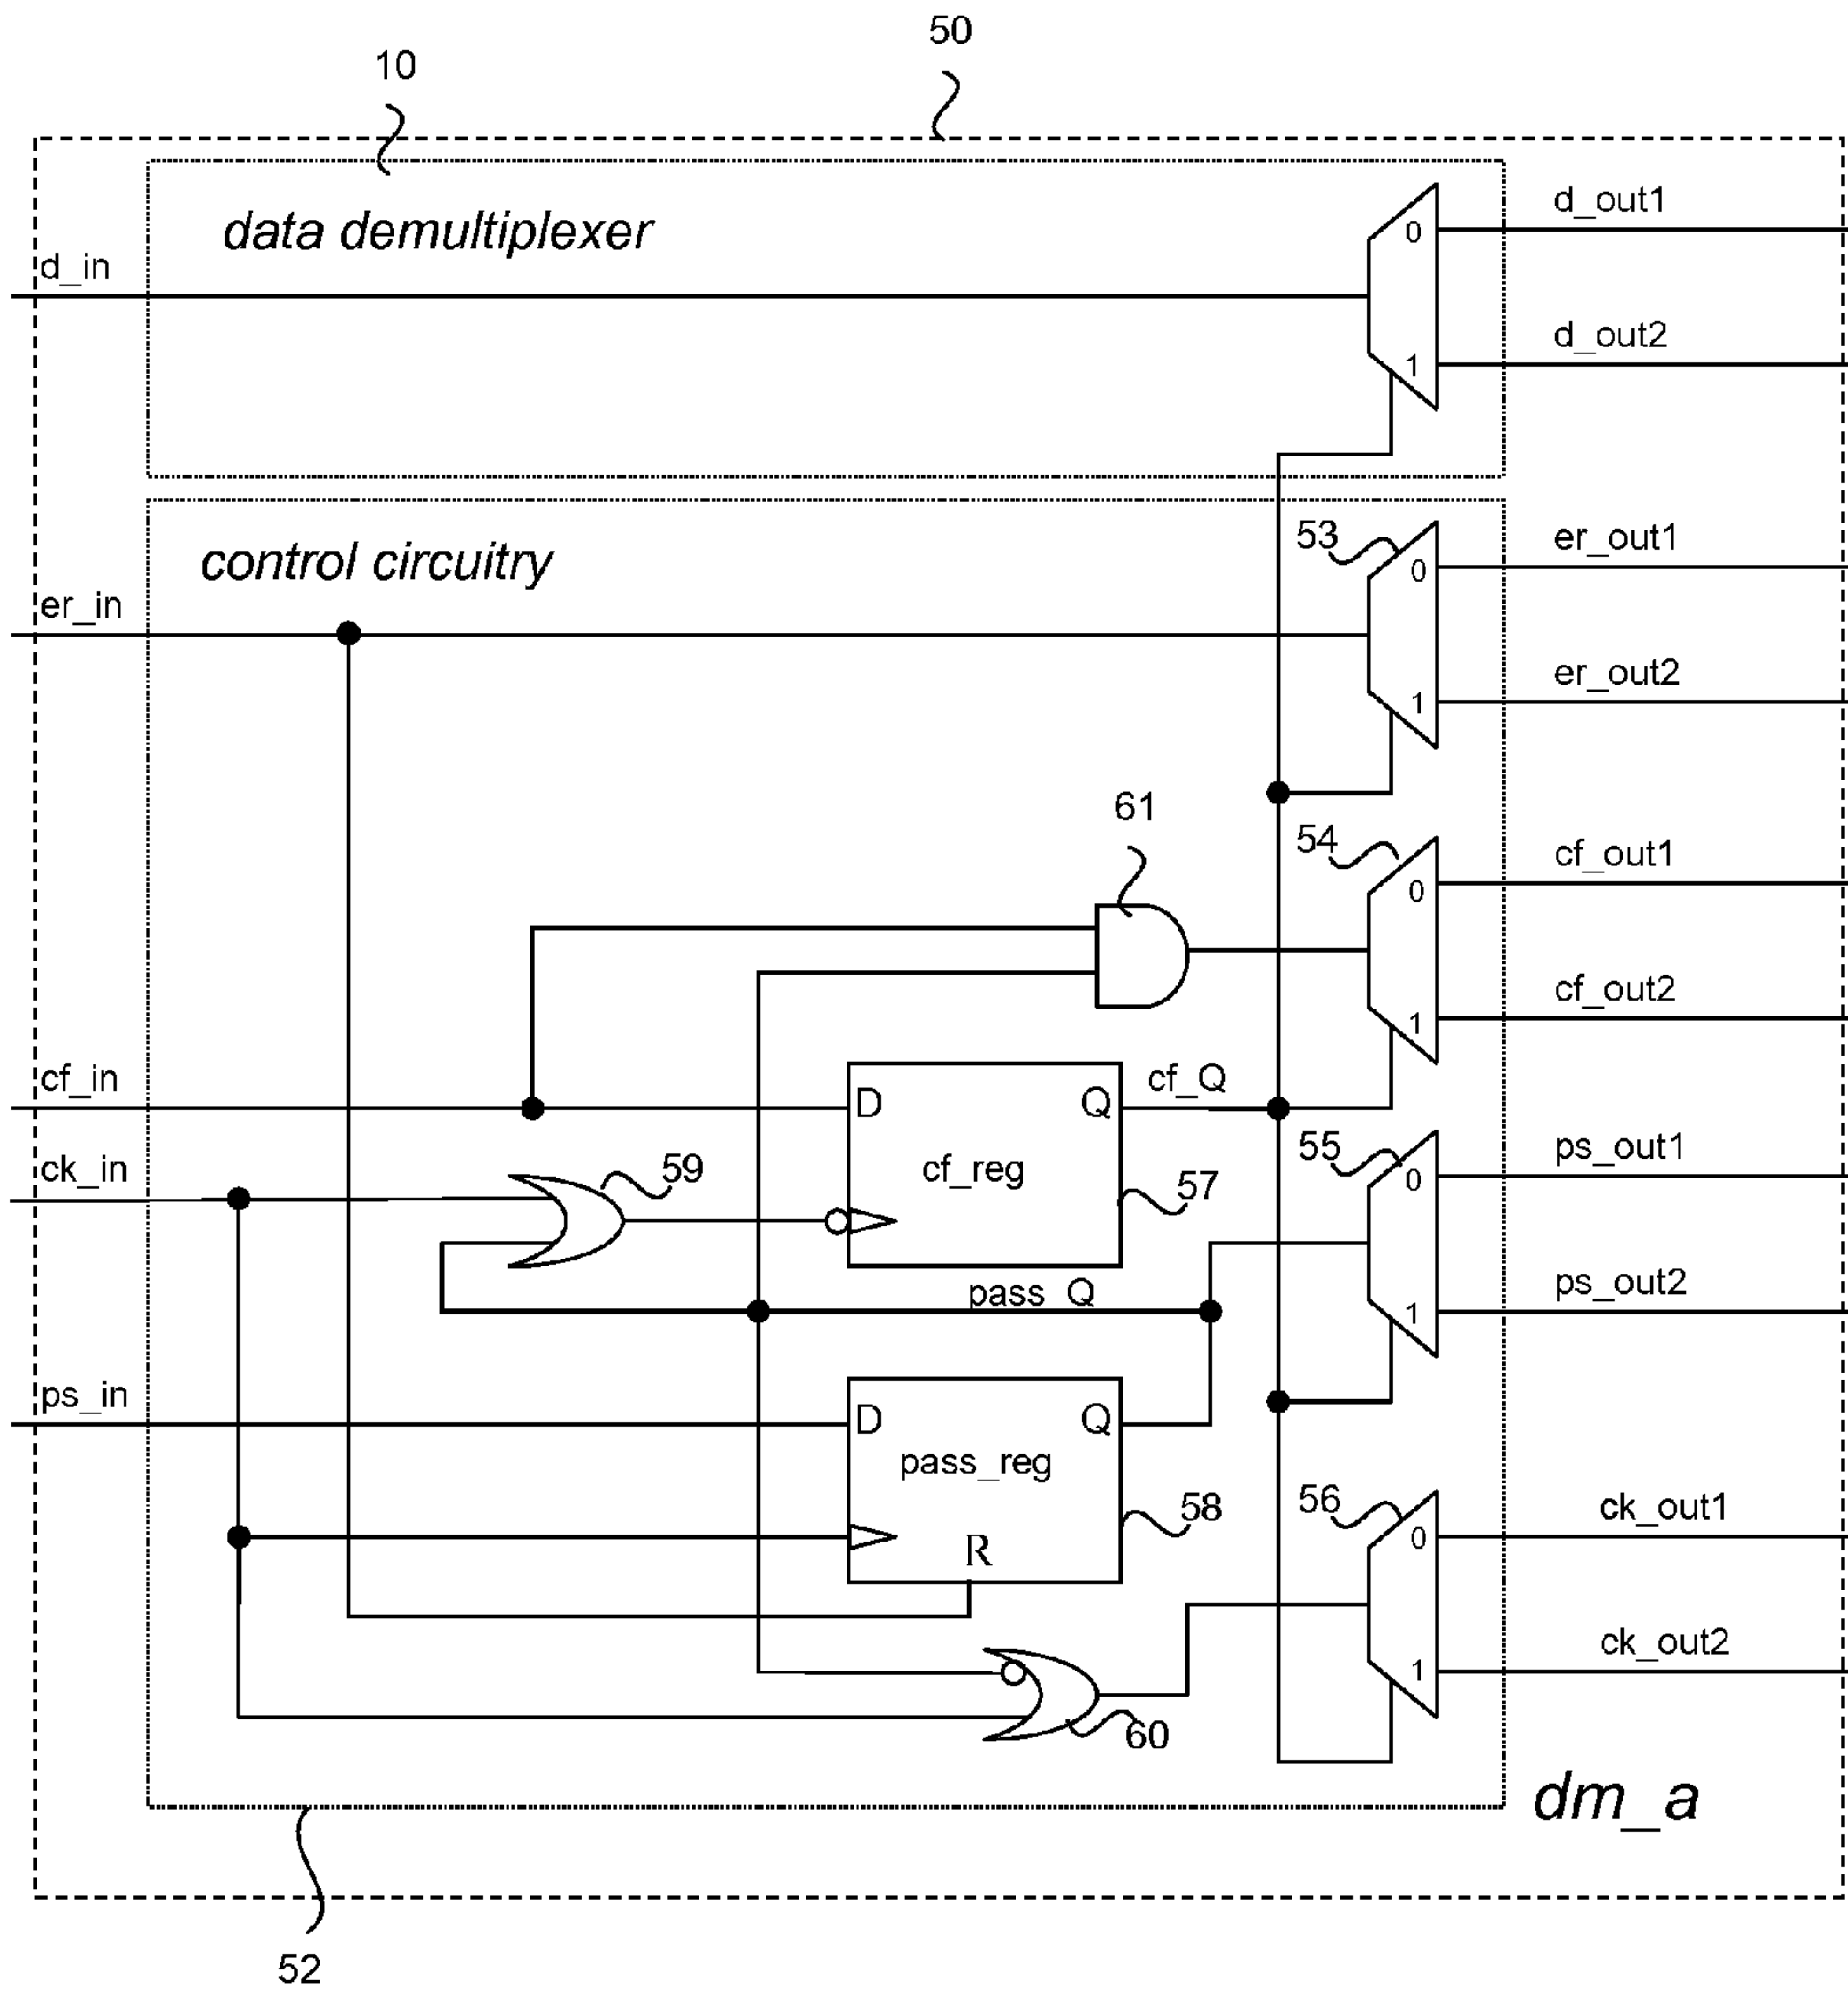 50
10
data demultiplexer
d_in
0
1
d_out1
d_out2
control circuitry
er_in
53
0
1
er_out1
er_out2
61
54
0
1
cf_out1
cf_out2
cf_in
D
Q
cf_reg
cf_Q
57
ck_in
59
55
0
1
ps_out1
ps_out2
pass_Q
ps_in
D
Q
pass_reg
R
58
56
0
1
ck_out1
ck_out2
60
dm_a
52